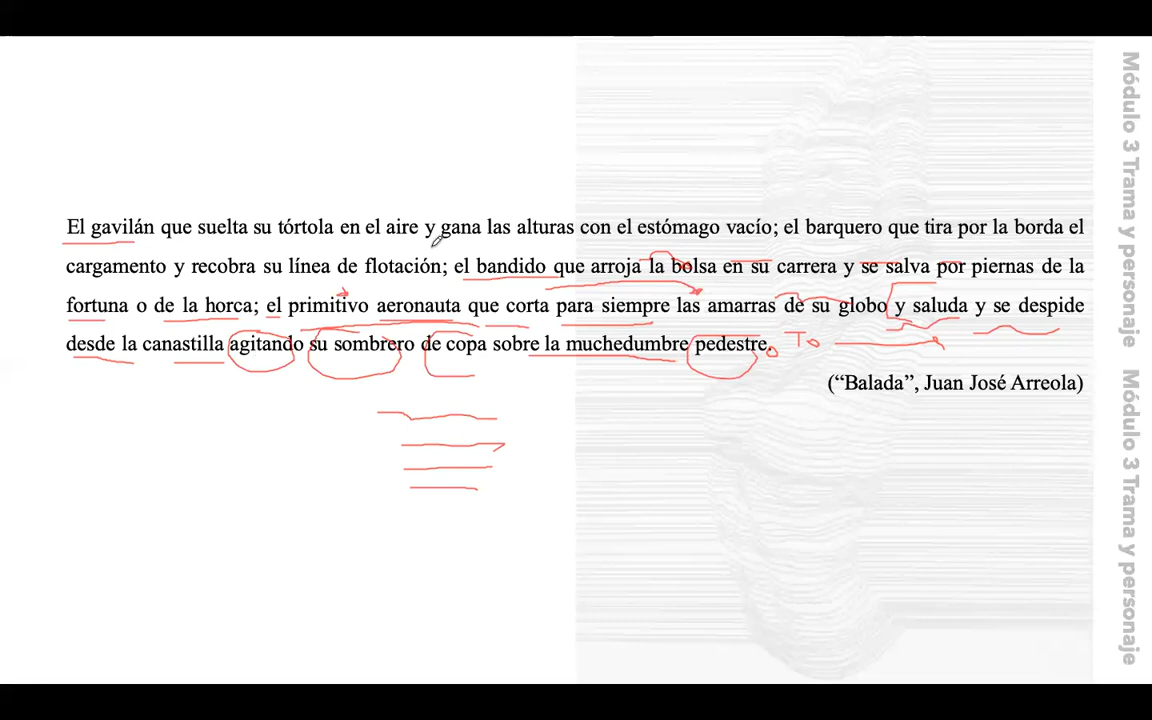 El gavilán que suelta su tórtola en el aire y gana las alturas con el estómago vacío; el barquero que tira por la borda el
cargamento y recobra su línea de flotación; el bandido que arroja la bolsa en su carrera y se salva por piernas de la
fortuna o de la horca; el primitivo aeronauta que corta para siempre las amarras de su globo y saluda y se despide
desde la canastilla agitando su sombrero de copa sobre la muchedumbre pedestre. To
(“Balada”, Juan José Arreola)
Módulo 3 Trama y personaje
Módulo 3 Trama y personaje